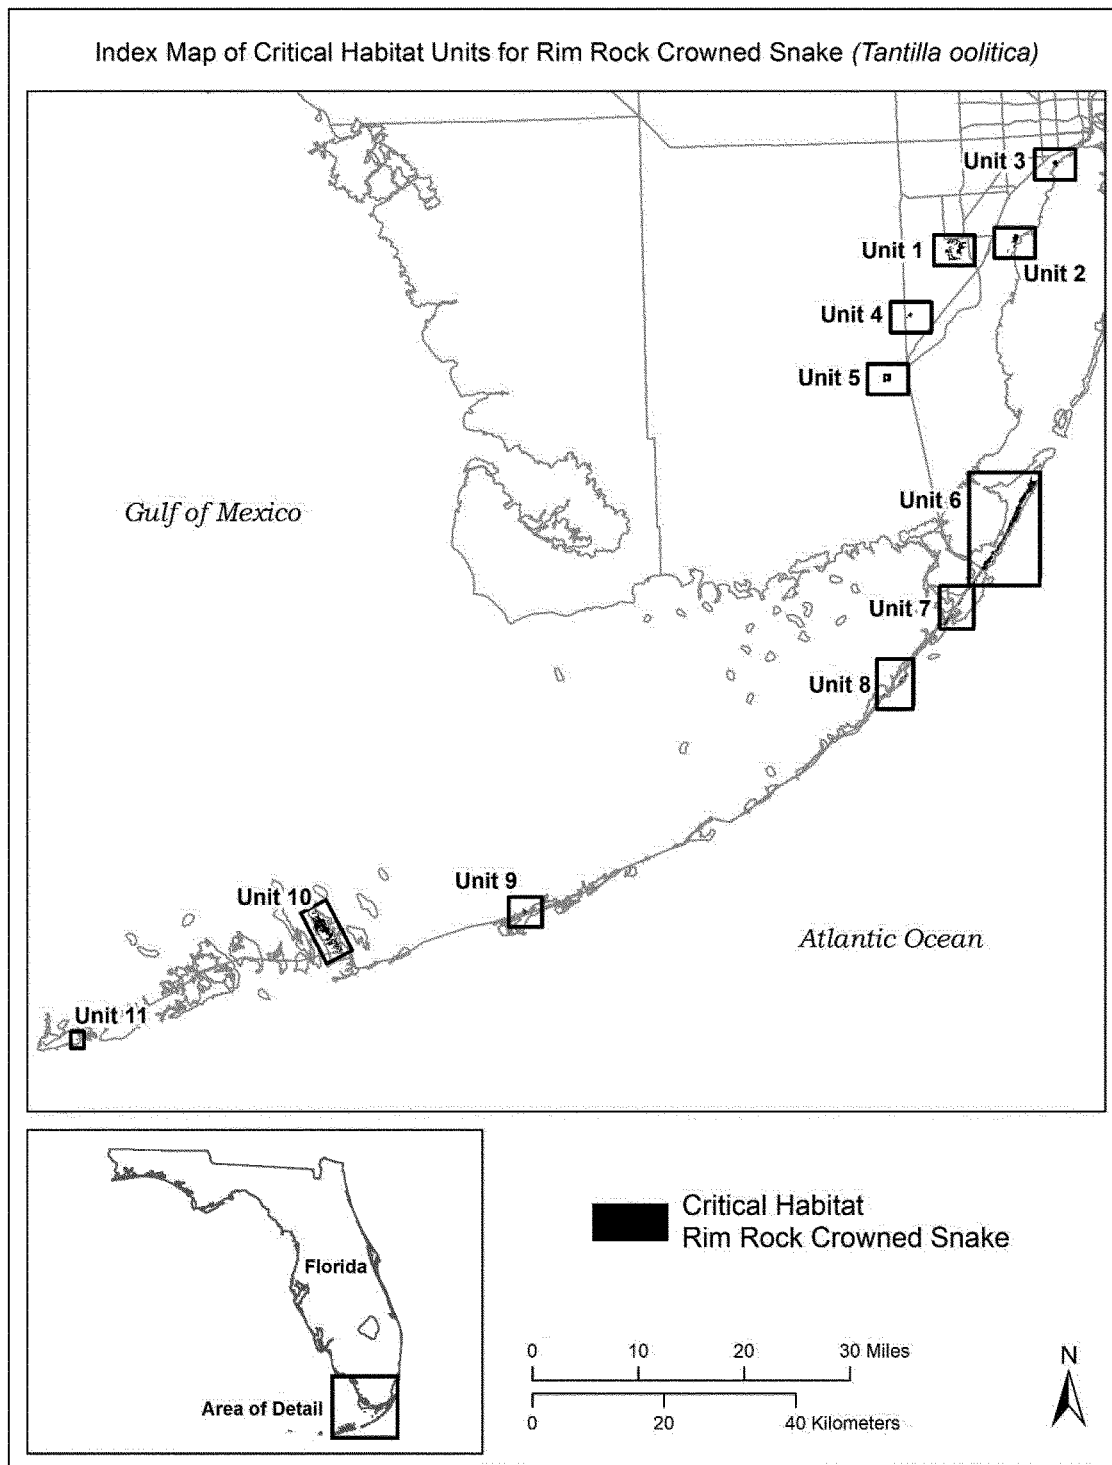 Index Map of Critical Habitat Units for Rim Rock Crowned Snake (Tantilla oolitica)
Unit 3
Unit 1
Unit 2
Unit 4
Unit 5
Unit 6
Gulf of Mexico
Unit 7
Unit 8
Unit 9
Unit 10
Atlantic Ocean
Unit 11
Florida
Area of Detail
Critical Habitat
Rim Rock Crowned Snake
0 10 20 30 Miles
0 20 40 Kilometers
N